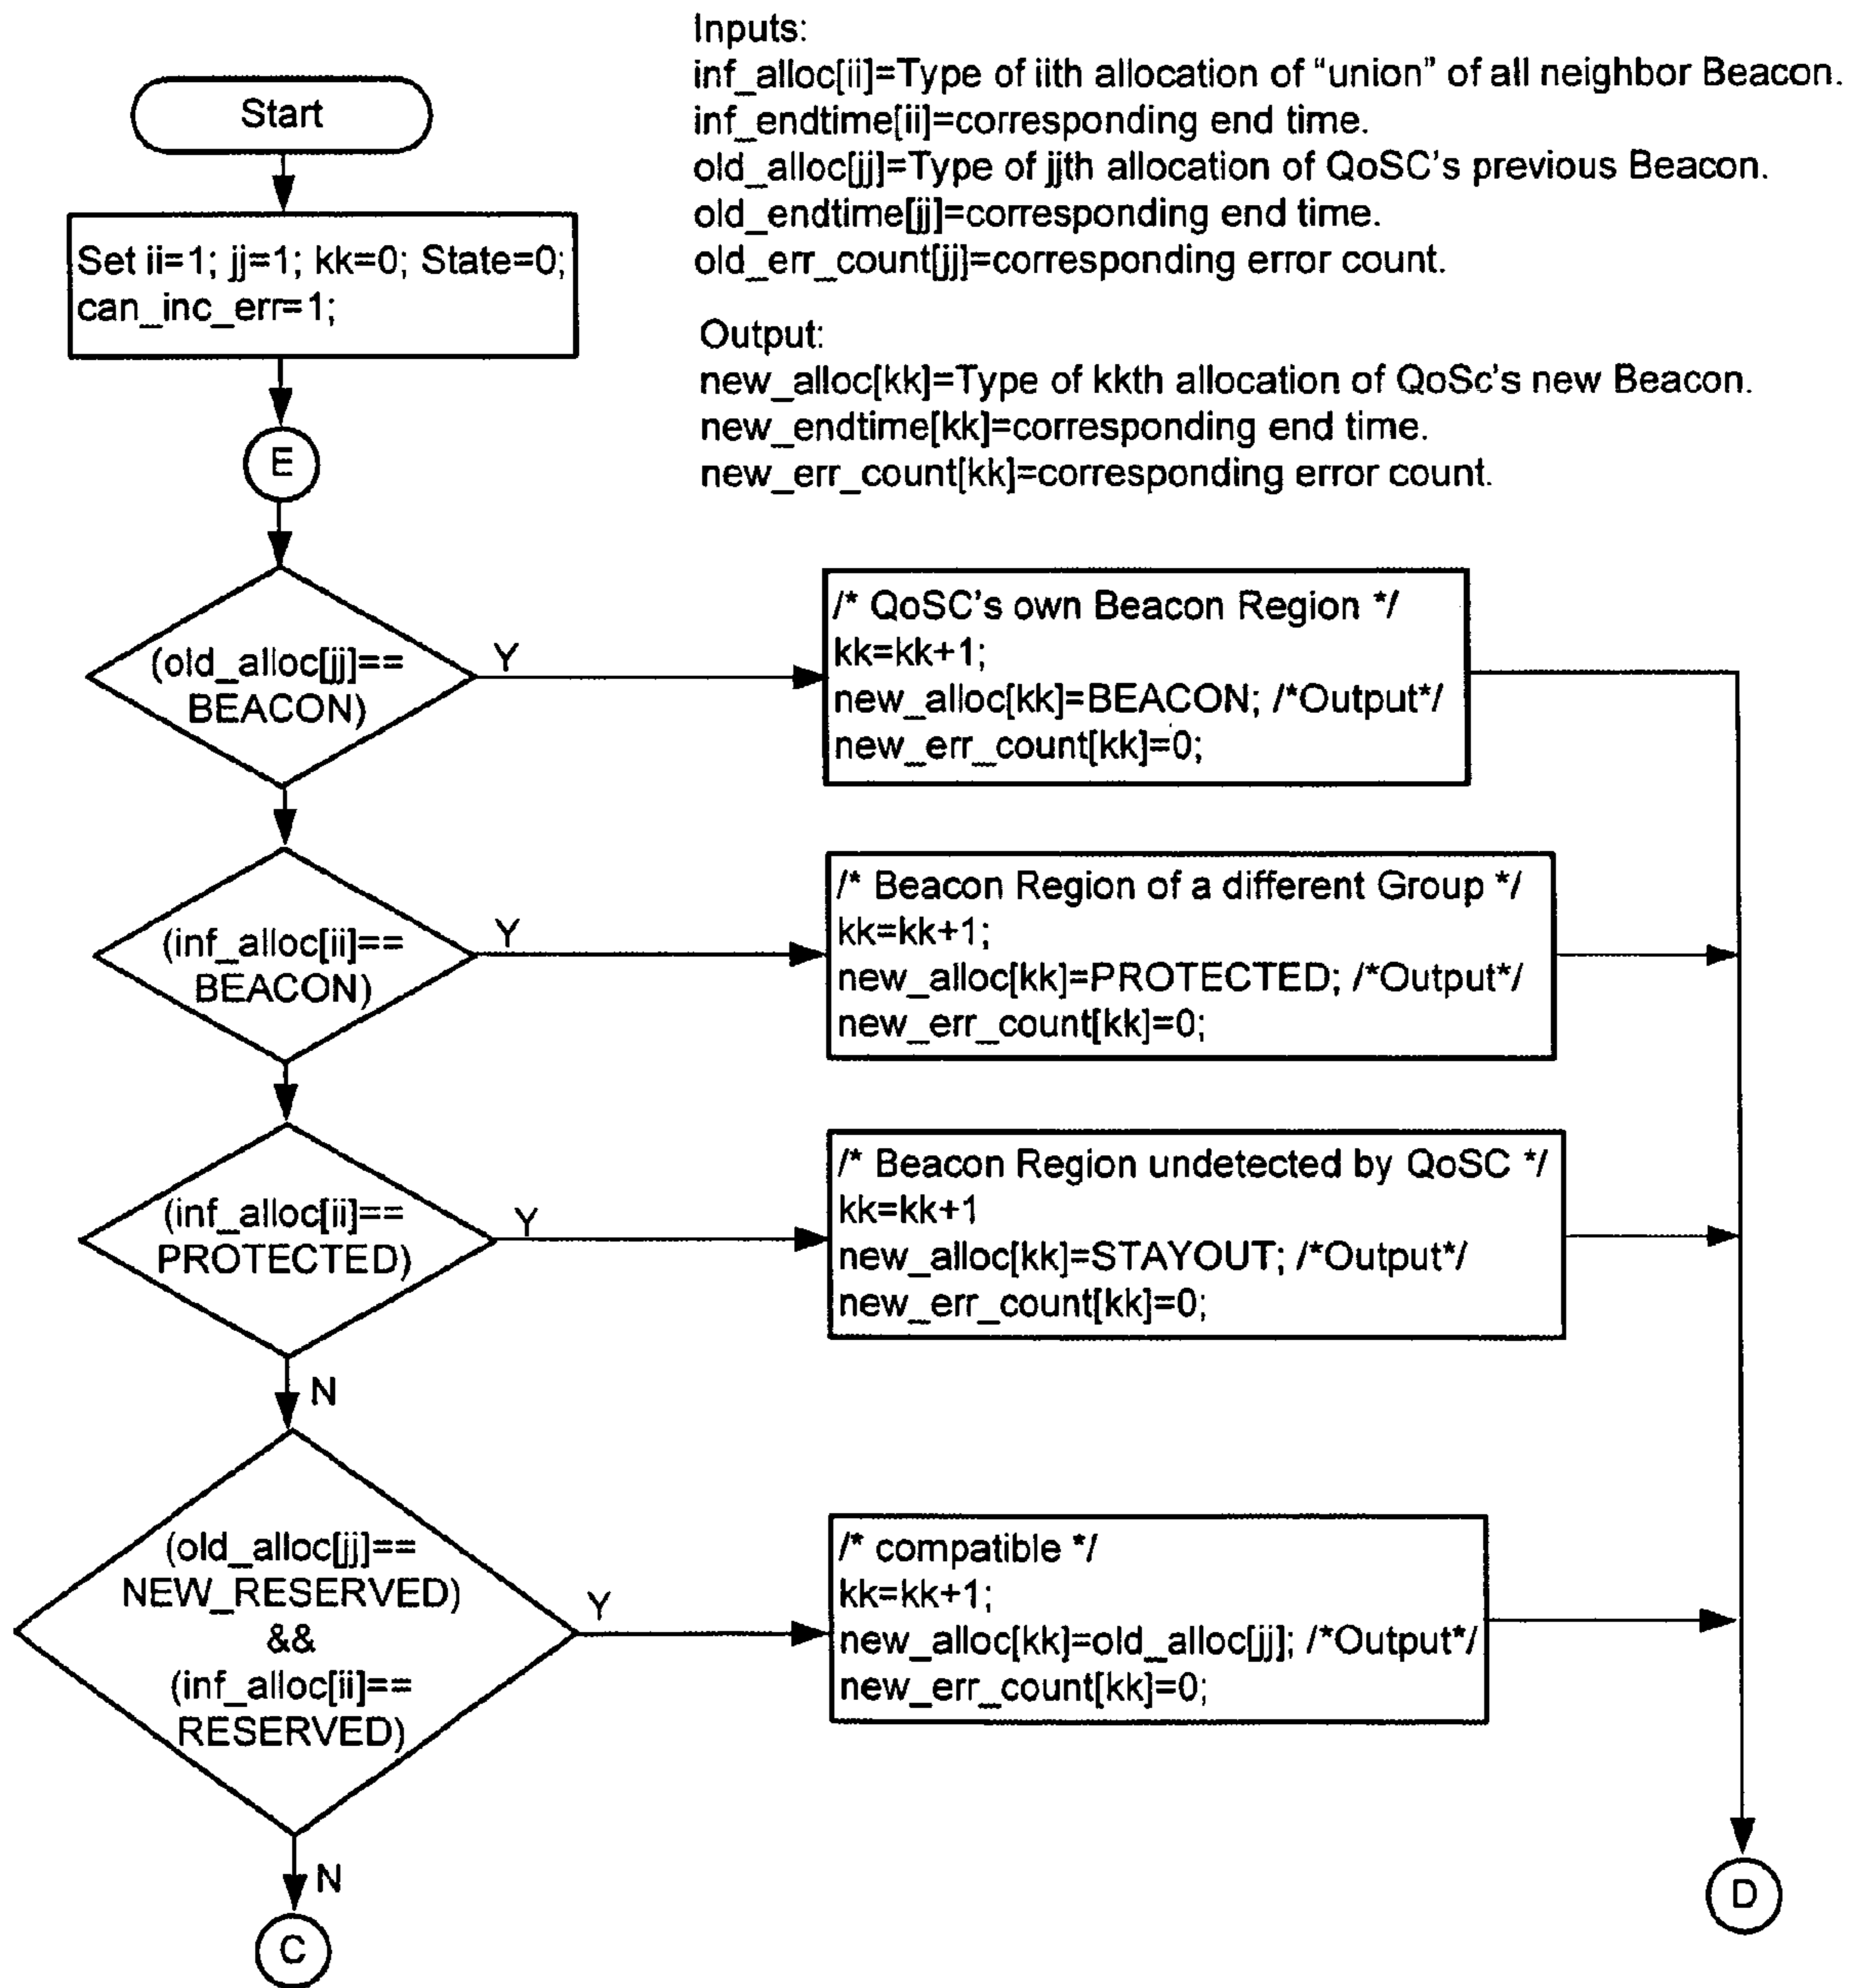 Inputs:
inf_alloc[ii]=Type of iith allocation of “union” of all neighbor Beacon.
inf_endtime[ii]=corresponding end time.
old_alloc[jj]=Type of jjth allocation of QoSC’s previous Beacon.
old_endtime[jj]=corresponding end time.
old_err_count[jj]=corresponding error count.
Output:
new_alloc[kk]=Type of kkth allocation of QoSc’s new Beacon.
new_endtime[kk]=corresponding end time.
new_err_count[kk]=corresponding error count.
Start
Set ii=1; jj=1; kk=0; State=0;
can_inc_err=1;
E
(old_alloc[jj]==
BEACON)
Y
/* QoSC’s own Beacon Region */
kk=kk+1;
new_alloc[kk]=BEACON; /*Output*/
new_err_count[kk]=0;
(inf_alloc[ii]==
BEACON)
Y
/* Beacon Region of a different Group */
kk=kk+1;
new_alloc[kk]=PROTECTED; /*Output*/
new_err_count[kk]=0;
(inf_alloc[ii]==
PROTECTED)
Y
/* Beacon Region undetected by QoSC */
kk=kk+1
new_alloc[kk]=STAYOUT; /*Output*/
new_err_count[kk]=0;
N
(old_alloc[jj]==
NEW_RESERVED)
&&
(inf_alloc[ii]==
RESERVED)
Y
/* compatible */
kk=kk+1;
new_alloc[kk]=old_alloc[jj]; /*Output*/
new_err_count[kk]=0;
N
C
D